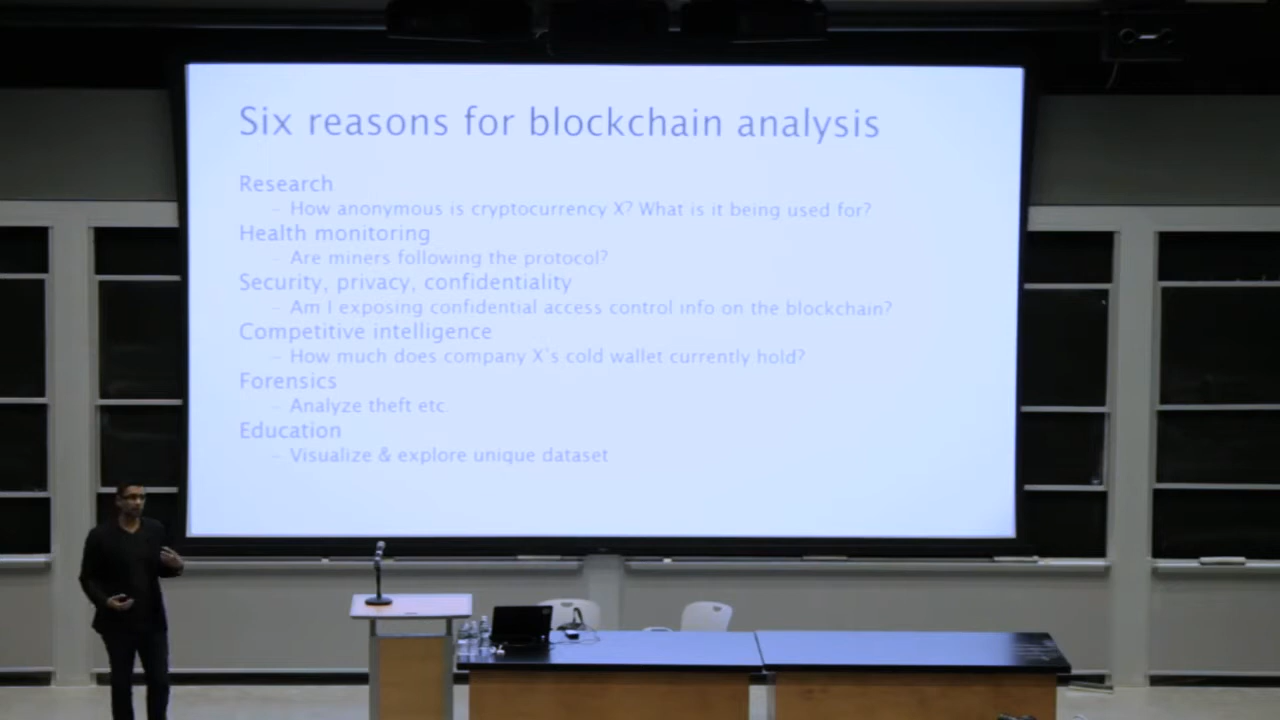 Six reasons for blockchain analysis
Research
– How anonymous is cryptocurrency X? What is it being used for?
Health monitoring
– Are miners following the protocol?
Security, privacy, confidentiality
– Am I exposing confidential access control info on the blockchain?
Competitive intelligence
– How much does company X's cold wallet currently hold?
Forensics
– Analyze theft etc.
Education
– Visualize & explore unique dataset